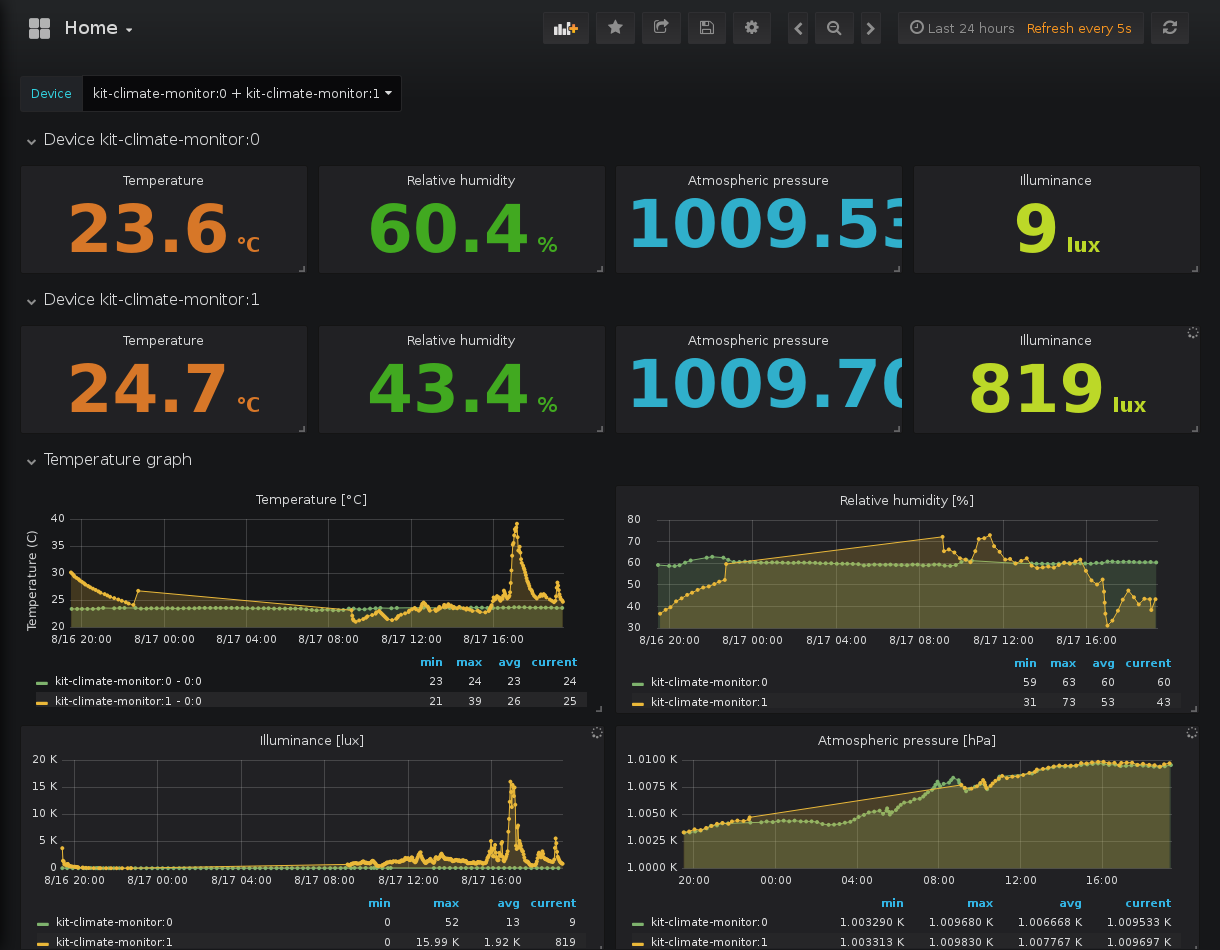 Home
Last 24 hours Refresh every 5s
Device kit-climate-monitor:0 + kit-climate-monitor:1
Device kit-climate-monitor:0
Temperature Relative humidity Atmospheric pressure Illuminance
23.6 °C 60.4 % 1009.53 9 lux
Device kit-climate-monitor:1
Temperature Relative humidity Atmospheric pressure Illuminance
24.7 °C 43.4 % 1009.70 819 lux
Temperature graph
Temperature [°C]
Temperature (C)
40
35
30
25
20
8/16 20:00 8/17 00:00 8/17 04:00 8/17 08:00 8/17 12:00 8/17 16:00
min max avg current
kit-climate-monitor:0 - 0:0 23 24 23 24
kit-climate-monitor:1 - 0:0 21 39 26 25
Relative humidity [%]
80
70
60
50
40
30
8/16 20:00 8/17 00:00 8/17 04:00 8/17 08:00 8/17 12:00 8/17 16:00
min max avg current
kit-climate-monitor:0 59 63 60 60
kit-climate-monitor:1 31 73 53 43
Illuminance [lux]
20 K
15 K
10 K
5 K
0
8/16 20:00 8/17 00:00 8/17 04:00 8/17 08:00 8/17 12:00 8/17 16:00
min max avg current
kit-climate-monitor:0 0 52 13 9
kit-climate-monitor:1 0 15.99 K 1.92 K 819
Atmospheric pressure [hPa]
1.0100 K
1.0075 K
1.0050 K
1.0025 K
1.0000 K
20:00 00:00 04:00 08:00 12:00 16:00
min max avg current
kit-climate-monitor:0 1.003290 K 1.009680 K 1.006668 K 1.009533 K
kit-climate-monitor:1 1.003313 K 1.009830 K 1.007767 K 1.009697 K